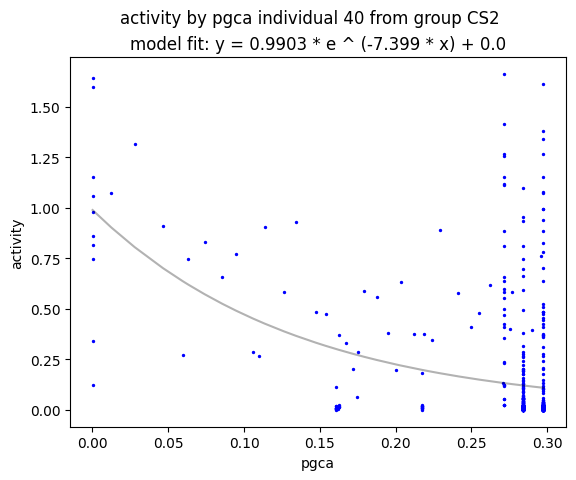 activity by pgca individual 40 from group CS2
model fit: y = 0.9903 * e ^ (-7.399 * x) + 0.0
1.50
1.25
1.00
0.75
0.50
0.25
0.00
activity
0.00 0.05 0.10 0.15 0.20 0.25 0.30
pgca